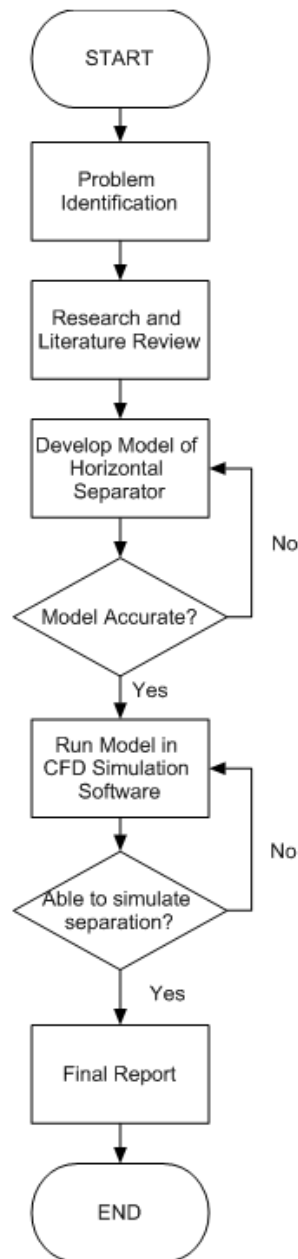 START
Problem
Identification
Research and
Literature Review
Develop Model of
Horizontal
Separator
No
Model Accurate?
Yes
Run Model in
CFD Simulation
Software
No
Able to simulate
separation?
Yes
Final Report
END